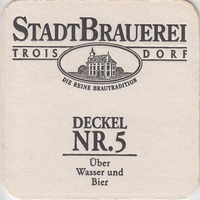 STADTBRAUEREI
TROIS DORF
DIE REINE BRAUTRADITION
DECKEL
NR.5
Über
Wasser und
Bier